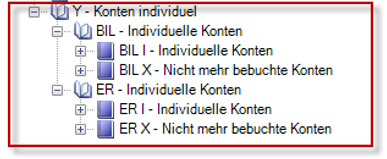 Y - Konten individuel
BIL - Individuelle Konten
BIL I - Individuelle Konten
BIL X - Nicht mehr bebuchte Konten
ER - Individuelle Konten
ER I - Individuelle Konten
ER X - Nicht mehr bebuchte Konten